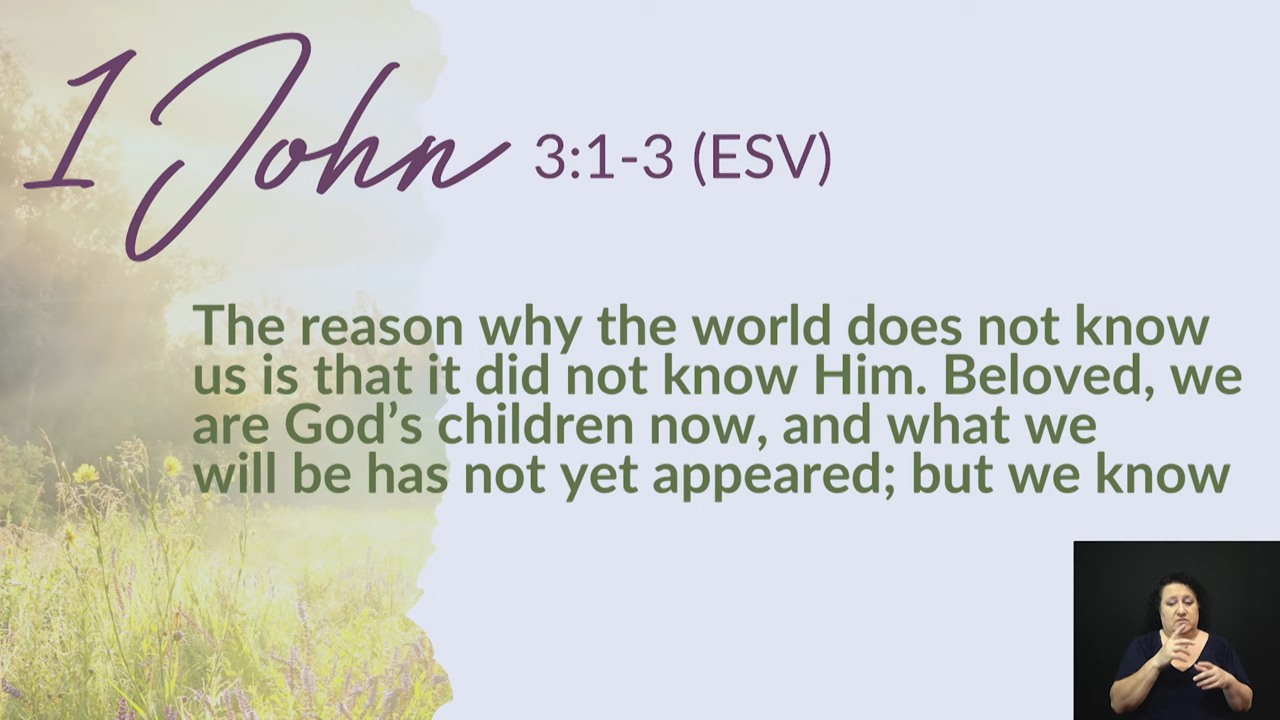 1 John 3:1-3 (ESV)
The reason why the world does not know
us is that it did not know Him. Beloved, we
are God’s children now, and what we
will be has not yet appeared; but we know